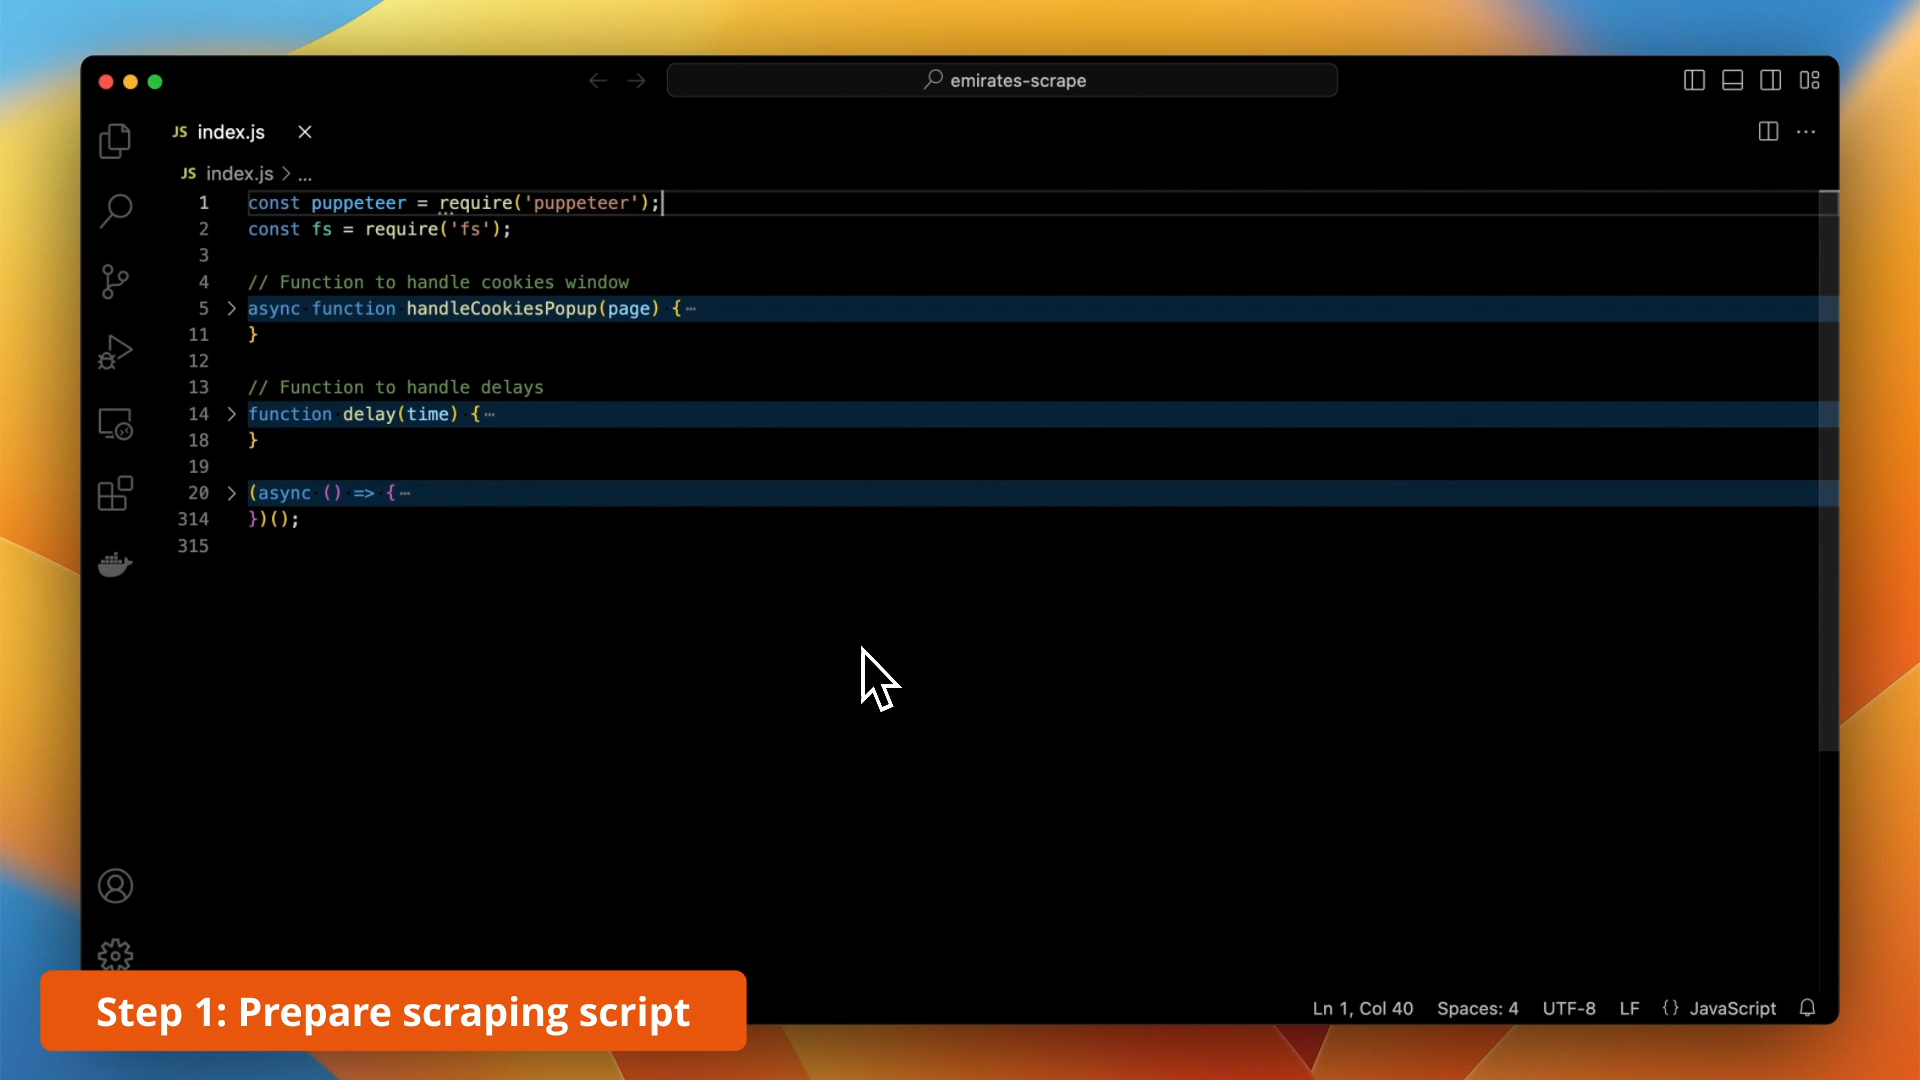 emirates-scrape
JS index.js
JS index.js > ...
1 const puppeteer = require('puppeteer');
2 const fs = require('fs');
3
4 // Function to handle cookies window
5 async function handleCookiesPopup(page) {⋯
11 }
12
13 // Function to handle delays
14 function delay(time) {⋯
18 }
19
20 (async () => {⋯
314 })();
315
Step 1: Prepare scraping script
Ln 1, Col 40 Spaces: 4 UTF-8 LF {} JavaScript